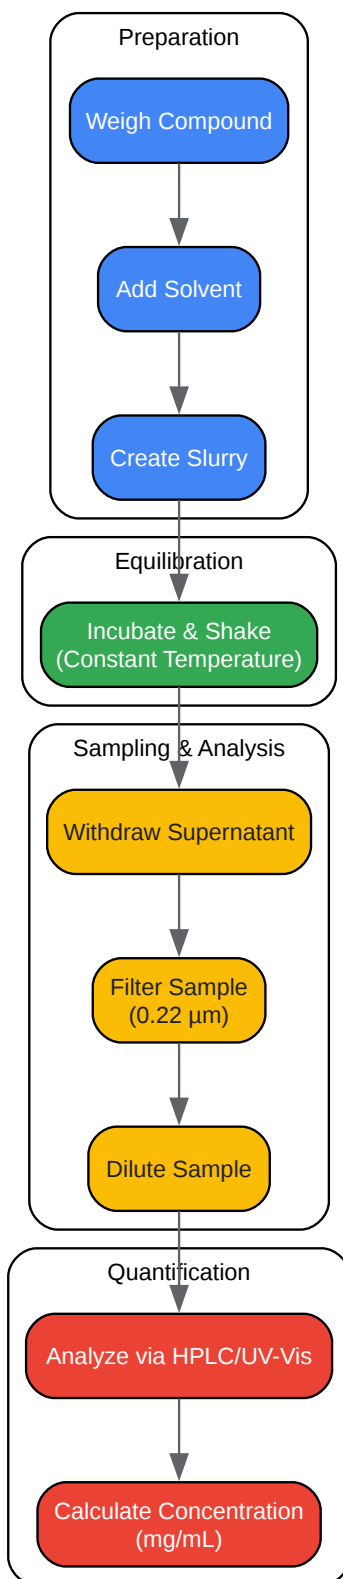 Preparation
Weigh Compound
Add Solvent
Create Slurry
Equilibration
Incubate & Shake
(Constant Temperature)
Sampling & Analysis
Withdraw Supernatant
Filter Sample
(0.22 µm)
Dilute Sample
Quantification
Analyze via HPLC/UV-Vis
Calculate Concentration
(mg/mL)